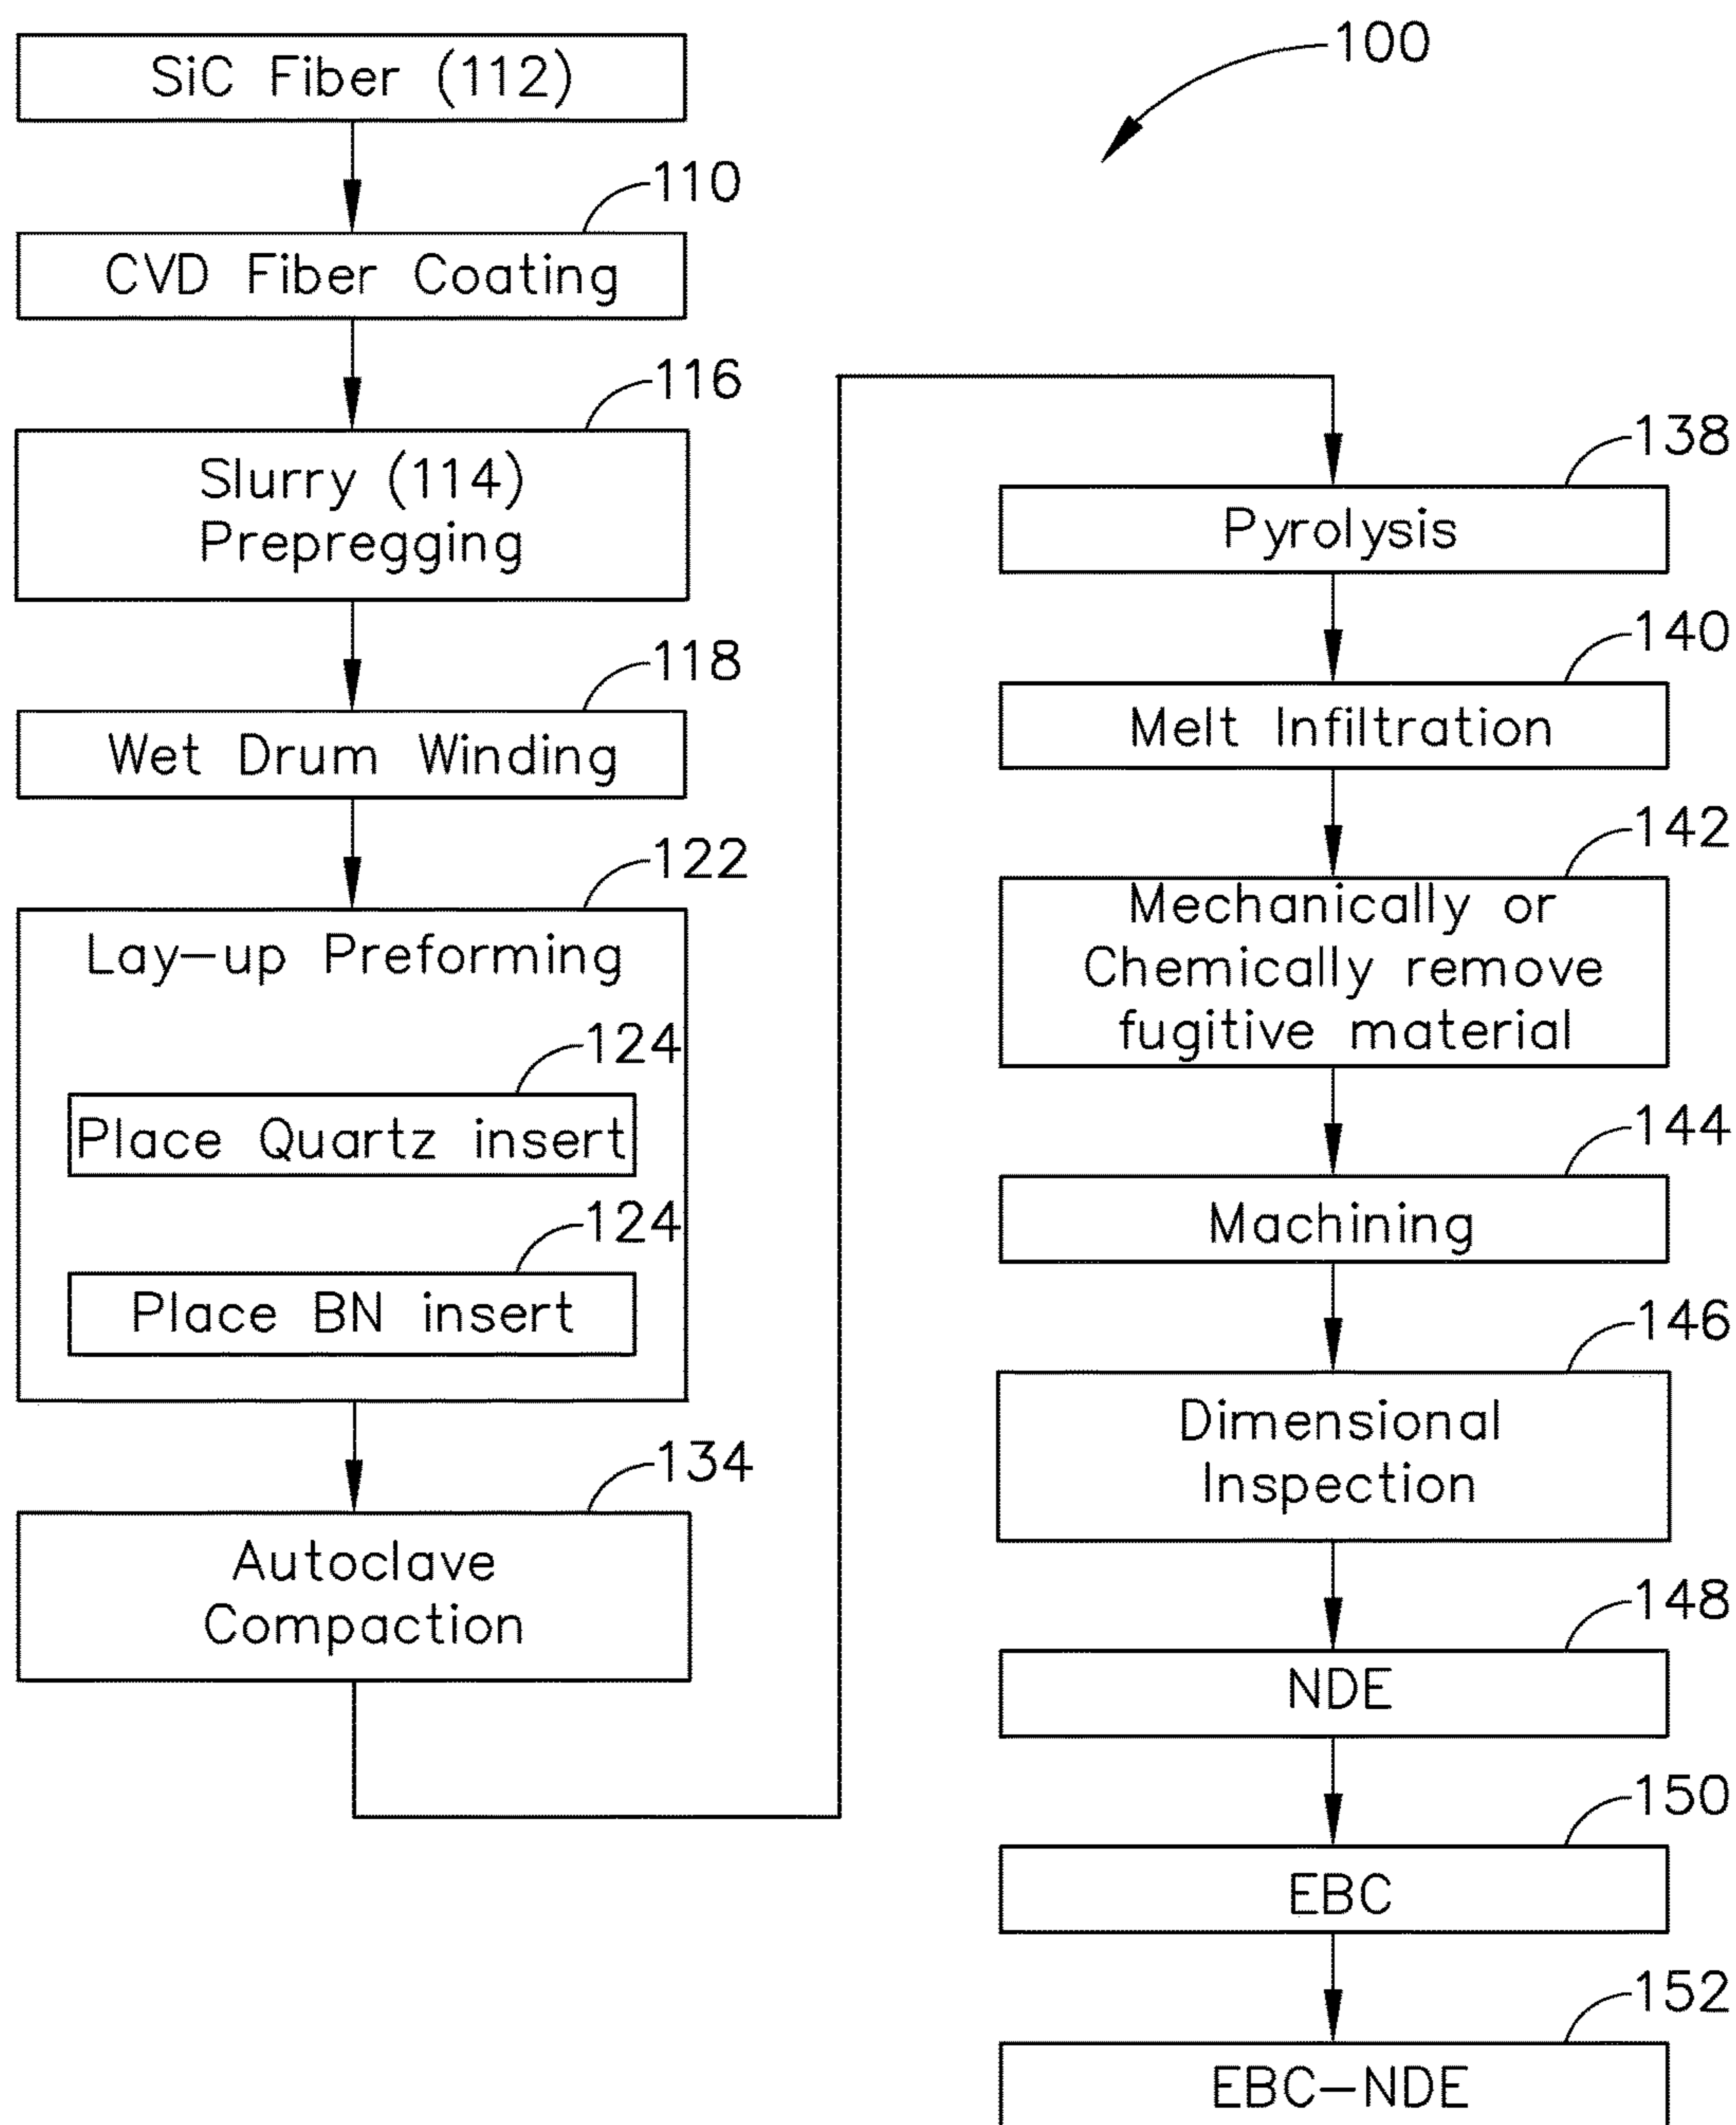 100
SiC Fiber (112)
110
CVD Fiber Coating
116
Slurry (114)
Prepregging
118
Wet Drum Winding
122
Lay-up Preforming
124
Place Quartz insert
124
Place BN insert
134
Autoclave
Compaction
138
Pyrolysis
140
Melt Infiltration
142
Mechanically or
Chemically remove
fugitive material
144
Machining
146
Dimensional
Inspection
148
NDE
150
EBC
152
EBC-NDE